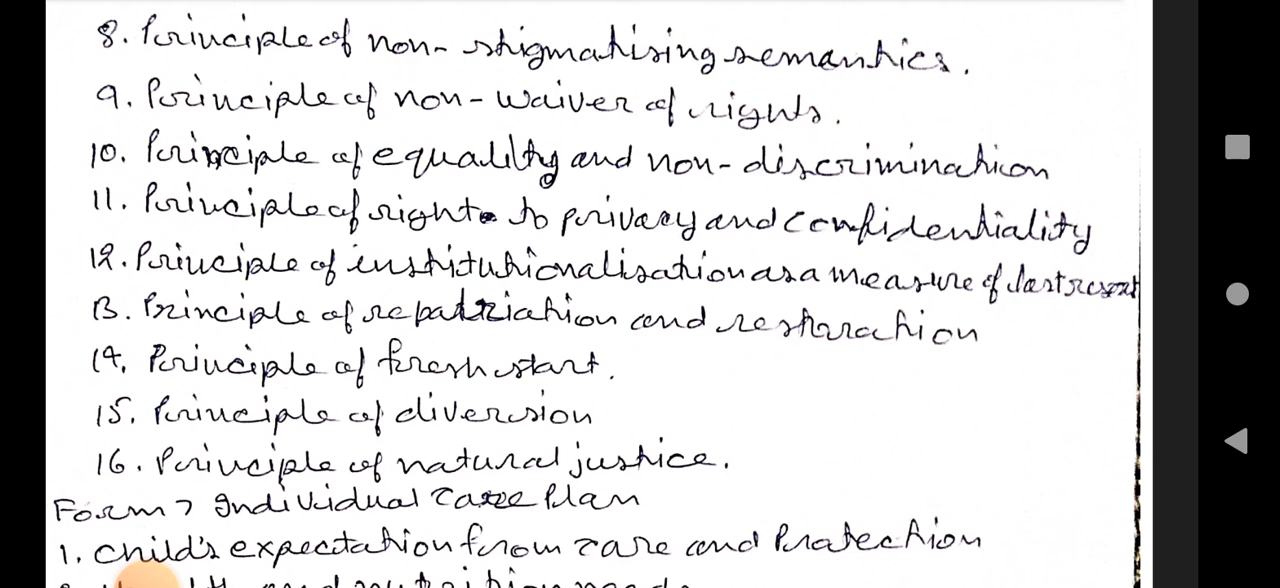 8. Principle of non-stigmatising semantics.
9. Principle of non-waiver of rights.
10. Principle of equality and non-discrimination
11. Principle of right to privacy and confidentiality
12. Principle of institutionalisation as a measure of last resort
13. Principle of repatriation and restoration
14. Principle of fresh start.
15. Principle of diversion
16. Principle of natural justice.
Form 7 Individual Care Plan
1. Child's expectation from care and Protection